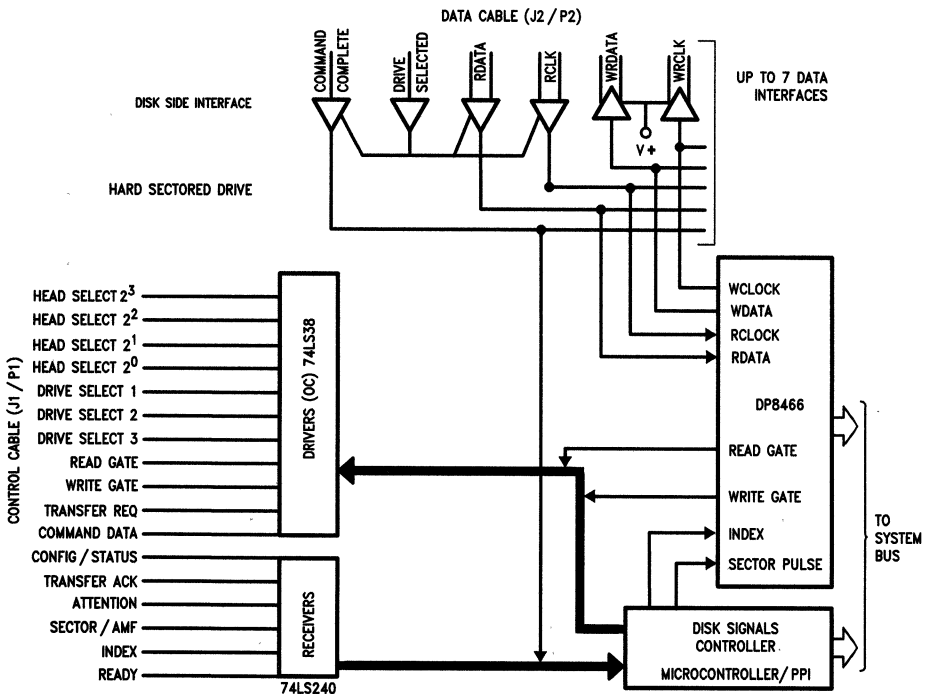 DATA CABLE (J2/P2)
COMMAND
COMPLETE
DRIVE
SELECTED
RDATA
RCLK
WRDATA
WRCLK
UP TO 7 DATA
INTERFACES
DISK SIDE INTERFACE
V+
HARD SECTORED DRIVE
CONTROL CABLE (J1/P1)
HEAD SELECT 2³
HEAD SELECT 2²
HEAD SELECT 2¹
HEAD SELECT 2⁰
DRIVE SELECT 1
DRIVE SELECT 2
DRIVE SELECT 3
READ GATE
WRITE GATE
TRANSFER REQ
COMMAND DATA
CONFIG/STATUS
TRANSFER ACK
ATTENTION
SECTOR/AMF
INDEX
READY
DRIVERS (OC) 74LS38
RECEIVERS
74LS240
WCLOCK
WDATA
RCLOCK
RDATA
DP8466
READ GATE
WRITE GATE
INDEX
SECTOR PULSE
TO
SYSTEM
BUS
DISK SIGNALS
CONTROLLER
MICROCONTROLLER/PPI